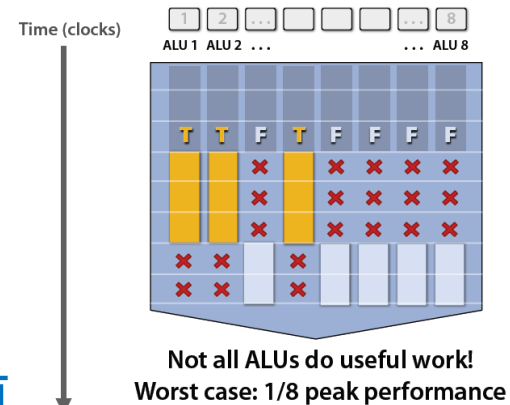 1 2 ... ... 8
Time (clocks)
ALU 1 ALU 2 ... ... ALU 8
T T F T F F F F
Not all ALUs do useful work!
Worst case: 1/8 peak performance